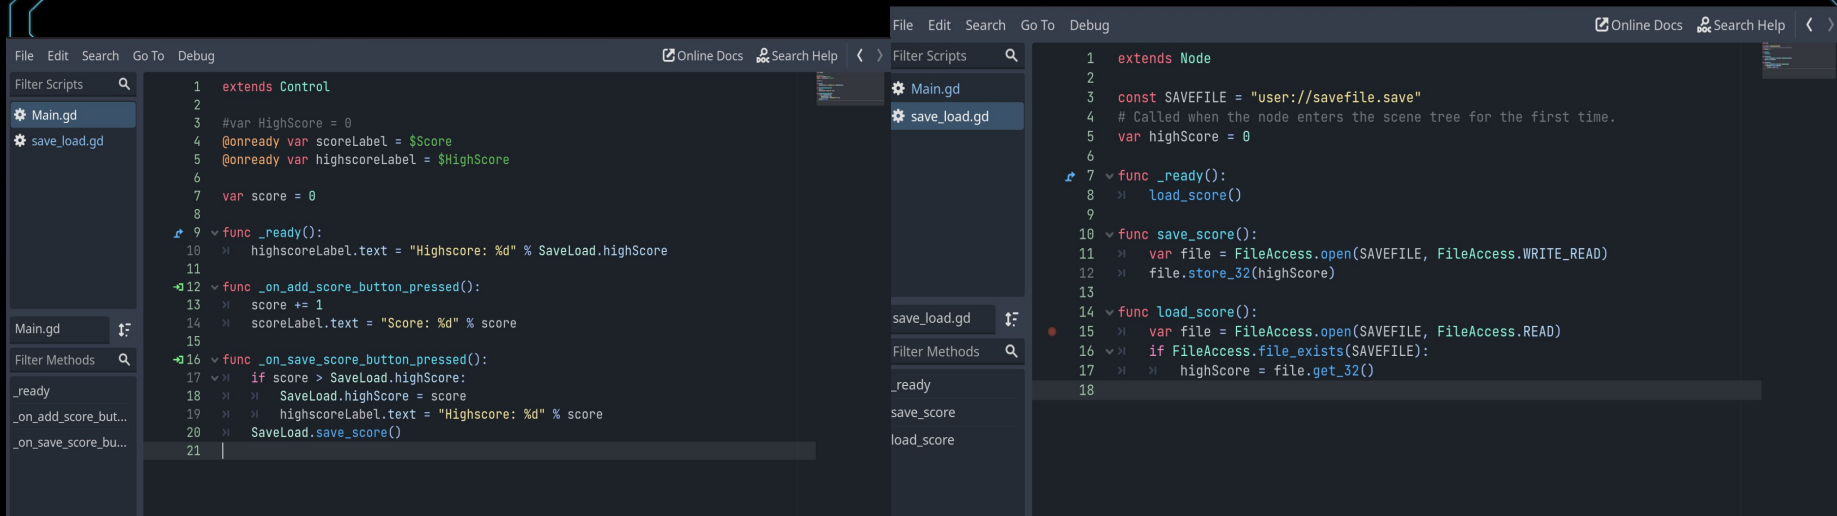 File Edit Search Go To Debug Online Docs Search Help
Filter Scripts
Main.gd
save_load.gd
Main.gd
Filter Methods
_ready
_on_add_score_but...
_on_save_score_bu...
1 extends Control
2
3 #var HighScore = 0
4 @onready var scoreLabel = $Score
5 @onready var highscoreLabel = $HighScore
6
7 var score = 0
8
9 func _ready():
10 highscoreLabel.text = "Highscore: %d" % SaveLoad.highScore
11
12 func _on_add_score_button_pressed():
13 score += 1
14 scoreLabel.text = "Score: %d" % score
15
16 func _on_save_score_button_pressed():
17 if score > SaveLoad.highScore:
18 SaveLoad.highScore = score
19 highscoreLabel.text = "Highscore: %d" % score
20 SaveLoad.save_score()
21
File Edit Search Go To Debug Online Docs Search Help
Filter Scripts
Main.gd
save_load.gd
save_load.gd
Filter Methods
_ready
save_score
load_score
1 extends Node
2
3 const SAVEFILE = "user://savefile.save"
4 # Called when the node enters the scene tree for the first time.
5 var highScore = 0
6
7 func _ready():
8 load_score()
9
10 func save_score():
11 var file = FileAccess.open(SAVEFILE, FileAccess.WRITE_READ)
12 file.store_32(highScore)
13
14 func load_score():
15 var file = FileAccess.open(SAVEFILE, FileAccess.READ)
16 if FileAccess.file_exists(SAVEFILE):
17 highScore = file.get_32()
18